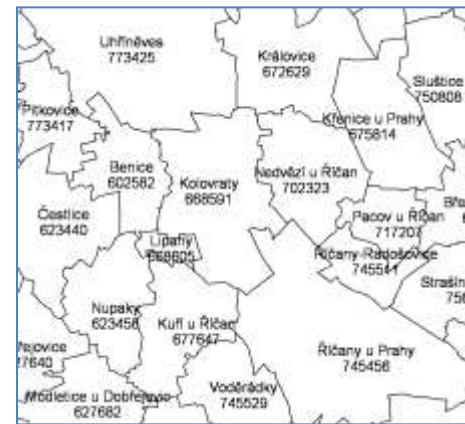 Uhříněves
773425
Královice
672629
Sluštice
750808
Pitkovice
773417
Křenice u Prahy
675814
Benice
602582
Kolovraty
668591
Nedvězí u Říčan
702323
Čestlice
623440
Pacov u Říčan
717207
Lipany
668605
Říčany-Radošovice
745511
Nupaky
623458
Kuří u Říčan
677647
Říčany u Prahy
745456
Modletice u Dobřejovic
627682
Voděrádky
745529